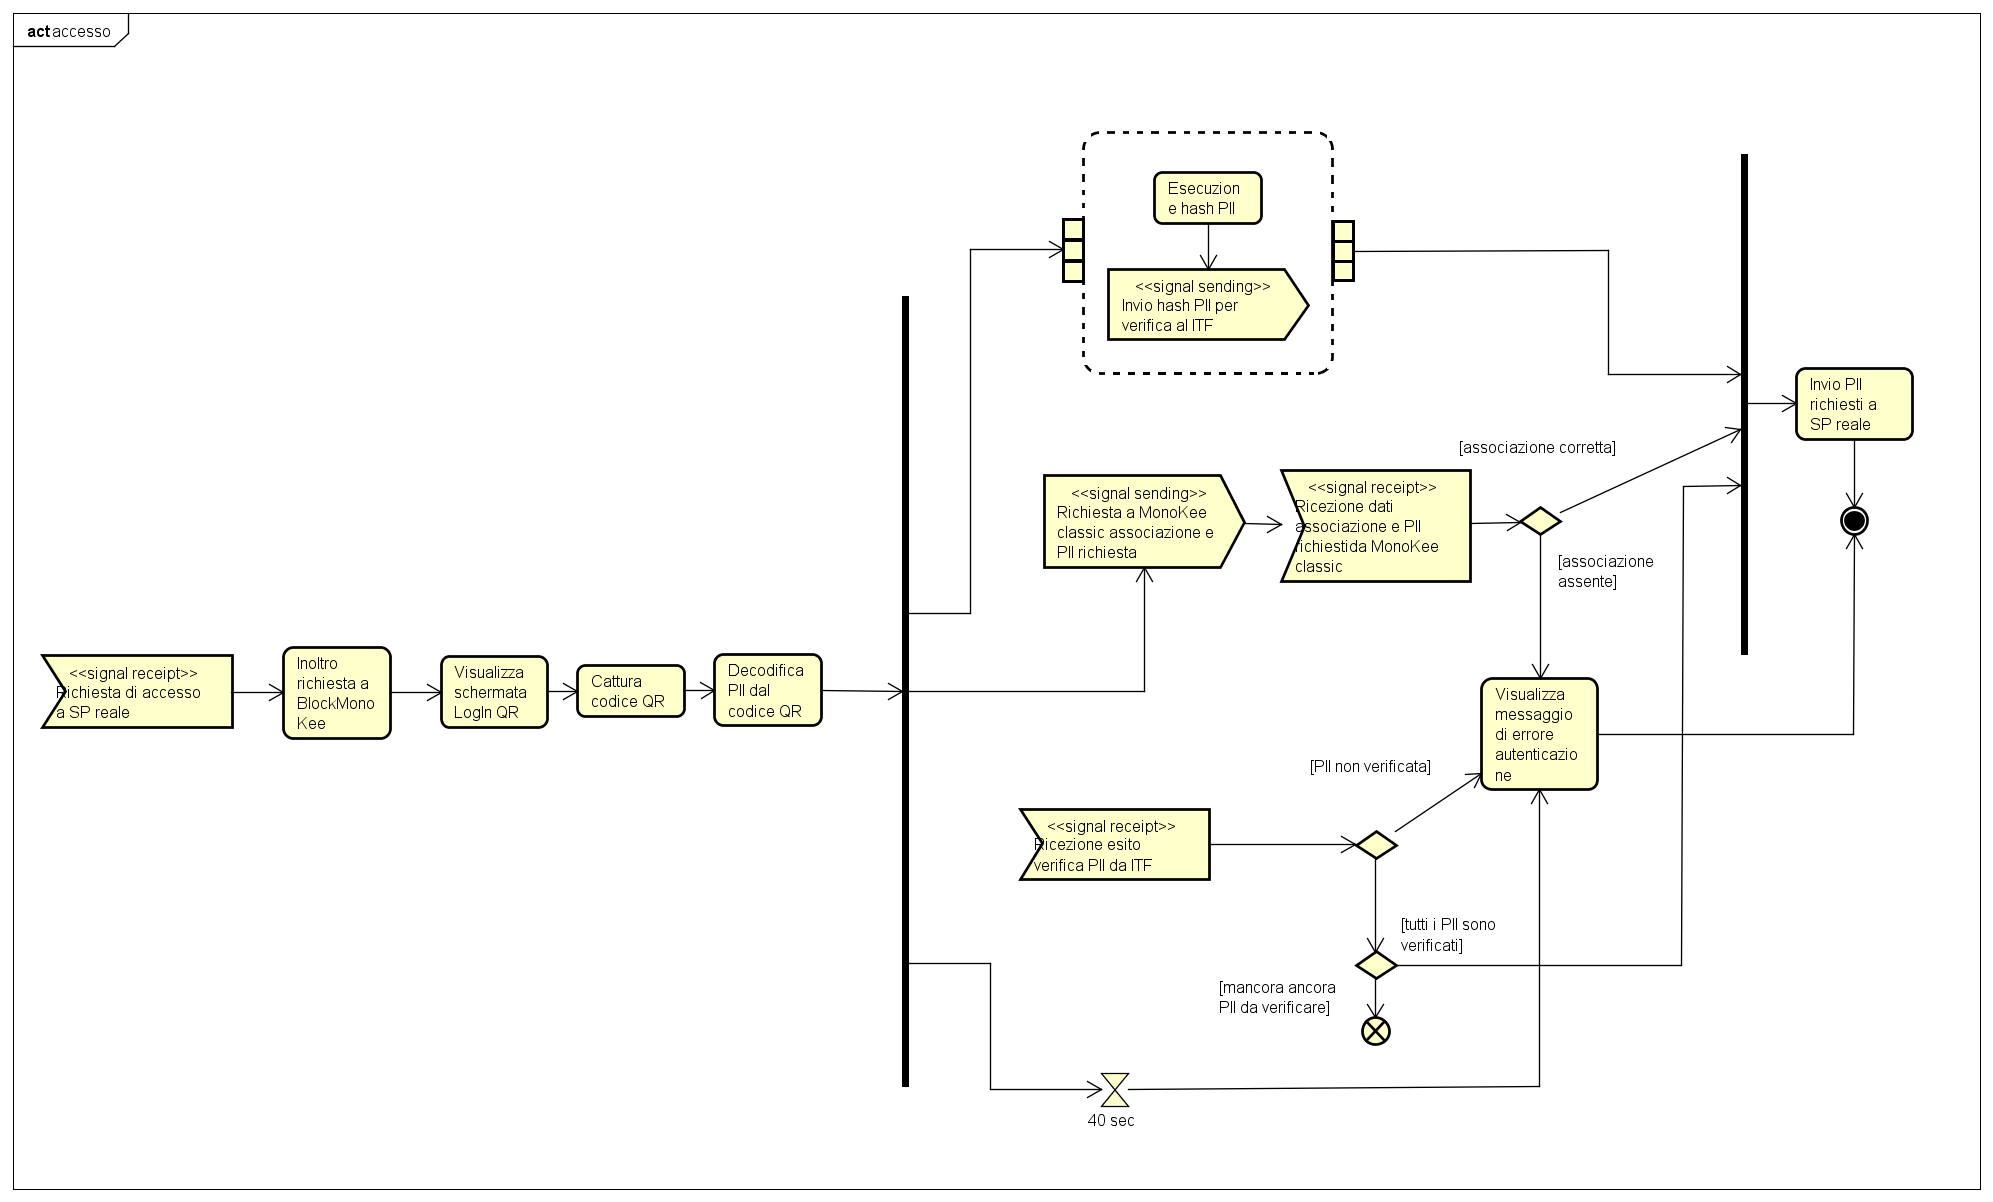 act accesso
Esecuzion
e hash PII
<<signal sending>>
Invio hash PII per
verifica al ITF
Invio PII
richiesti a
SP reale
[associazione corretta]
<<signal sending>>
Richiesta a MonoKee
classic associazione e
PII richiesta
<<signal receipt>>
Ricezione dati
associazione e PII
richiestida MonoKee
classic
[associazione
assente]
<<signal receipt>>
Richiesta di accesso
a SP reale
Inoltro
richiesta a
BlockMono
Kee
Visualizza
schermata
LogIn QR
Cattura
codice QR
Decodifica
PII dal
codice QR
Visualizza
messaggio
di errore
autenticazio
ne
[PII non verificata]
<<signal receipt>>
Ricezione esito
verifica PII da ITF
[tutti i PII sono
verificati]
[mancora ancora
PII da verificare]
40 sec